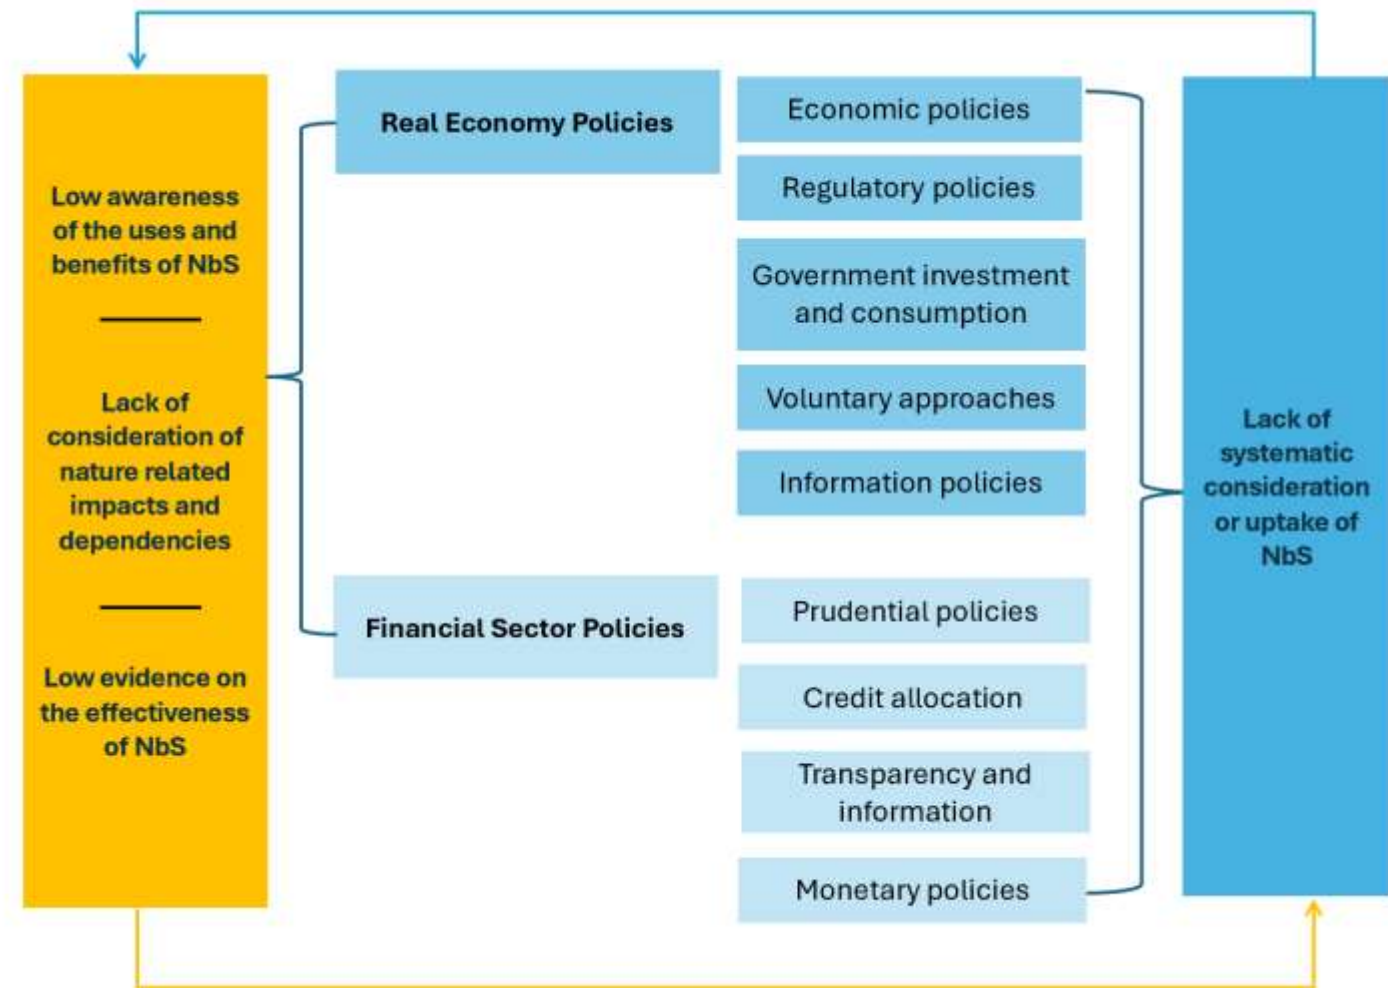 Low awareness
of the uses and
benefits of NbS
Lack of
consideration of
nature related
impacts and
dependencies
Low evidence on
the effectiveness
of NbS
Real Economy Policies
Economic policies
Regulatory policies
Government investment
and consumption
Voluntary approaches
Information policies
Financial Sector Policies
Prudential policies
Credit allocation
Transparency and
information
Monetary policies
Lack of
systematic
consideration
or uptake of
NbS